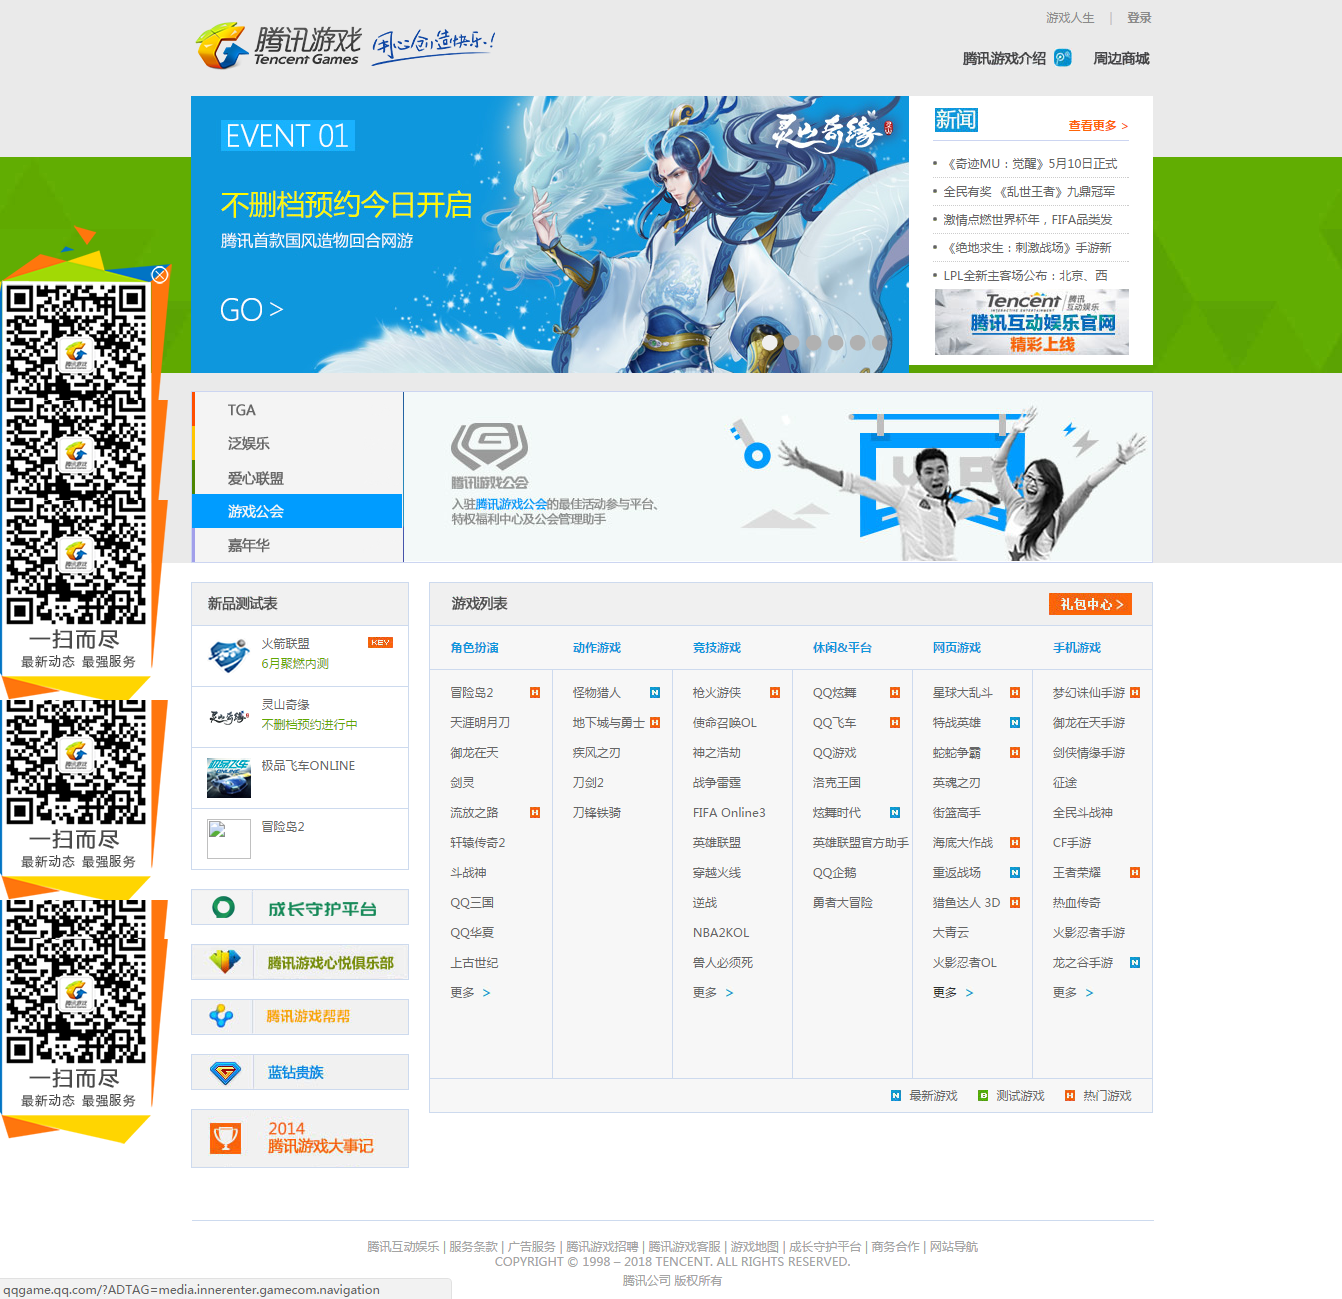 游戏人生 | 登录
腾讯游戏 用心创造快乐!
Tencent Games
腾讯游戏介绍 周边商城
EVENT 01
不删档预约今日开启
腾讯首款国风造物回合网游
GO >
灵山奇缘
新闻
查看更多 >
《奇迹MU：觉醒》5月10日正式
全民有奖 《乱世王者》九鼎冠军
激情点燃世界杯年，FIFA品类发
《绝地求生：刺激战场》手游新
LPL全新主客场公布：北京、西
Tencent 腾讯互动娱乐
腾讯互动娱乐官网
精彩上线
TGA
泛娱乐
爱心联盟
游戏公会
嘉年华
腾讯游戏公会
入驻腾讯游戏公会的最佳活动参与平台、
特权福利中心及公会管理助手
VIP
一扫而尽
最新动态 最强服务
一扫而尽
最新动态 最强服务
一扫而尽
最新动态 最强服务
新品测试表
火箭联盟 KEY
6月聚燃内测
灵山奇缘
不删档预约进行中
极品飞车ONLINE
冒险岛2
成长守护平台
腾讯游戏心悦俱乐部
腾讯游戏帮帮
蓝钻贵族
2014
腾讯游戏大事记
游戏列表
礼包中心 >
角色扮演 动作游戏 竞技游戏 休闲&平台 网页游戏 手机游戏
冒险岛2 H 怪物猎人 N 枪火游侠 H QQ炫舞 H 星球大乱斗 H 梦幻诛仙手游 H
天涯明月刀 地下城与勇士 H 使命召唤OL QQ飞车 H 特战英雄 N 御龙在天手游
御龙在天 疾风之刃 神之浩劫 QQ游戏 蛇蛇争霸 H 剑侠情缘手游
剑灵 刀剑2 战争雷霆 洛克王国 英魂之刃 征途
流放之路 H 刀锋铁骑 FIFA Online3 炫舞时代 N 街篮高手 全民斗战神
轩辕传奇2 英雄联盟 英雄联盟官方助手 海底大作战 H CF手游
斗战神 穿越火线 QQ企鹅 重返战场 N 王者荣耀 H
QQ三国 逆战 勇者大冒险 猎鱼达人 3D H 热血传奇
QQ华夏 NBA2KOL 大青云 火影忍者手游
上古世纪 兽人必须死 火影忍者OL 龙之谷手游 N
更多 > 更多 > 更多 > 更多 >
N 最新游戏 B 测试游戏 H 热门游戏
腾讯互动娱乐 | 服务条款 | 广告服务 | 腾讯游戏招聘 | 腾讯游戏客服 | 游戏地图 | 成长守护平台 | 商务合作 | 网站导航
COPYRIGHT © 1998 – 2018 TENCENT. ALL RIGHTS RESERVED.
腾讯公司 版权所有
qqgame.qq.com/?ADTAG=media.innerenter.gamecom.navigation